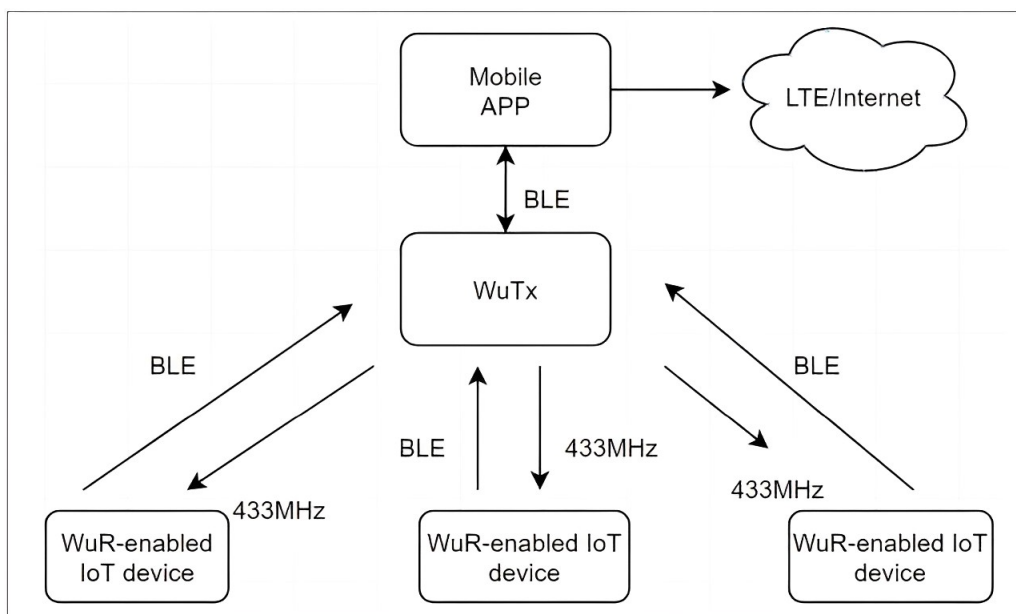 Mobile
APP
LTE/Internet
BLE
WuTx
BLE
BLE
BLE
433MHz
433MHz
433MHz
WuR-enabled
IoT device
WuR-enabled IoT
device
WuR-enabled IoT
device